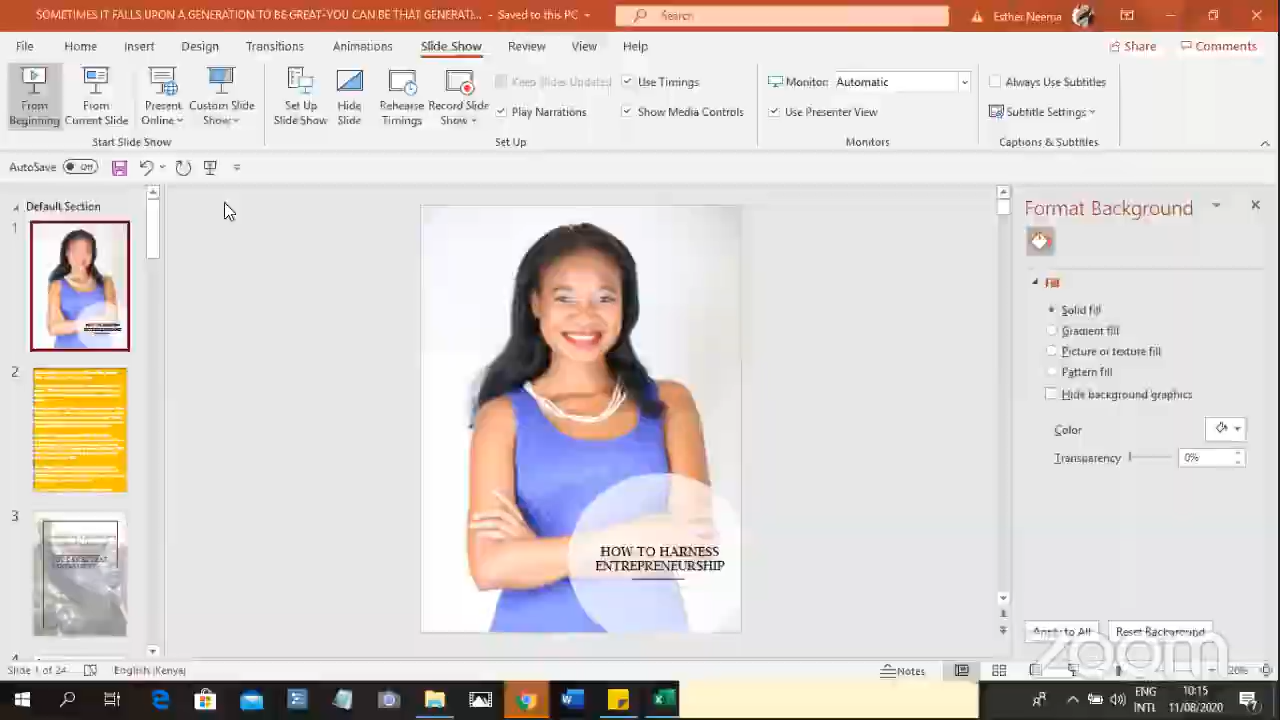 SOMETIMES IT FALLS UPON A GENERATION TO BE GREAT-YOU CAN BE THAT GENERATI... - Saved to this PC
Search
Esther Neema
File Home Insert Design Transitions Animations Slide Show Review View Help
Share Comments
From Beginning
From Current Slide
Present Online
Custom Slide Show
Set Up Slide Show
Hide Slide
Rehearse Timings
Record Slide Show
Keep Slides Updated
Play Narrations
Use Timings
Show Media Controls
Monitor: Automatic
Use Presenter View
Always Use Subtitles
Subtitle Settings
Start Slide Show
Set Up
Monitors
Captions & Subtitles
AutoSave Off
Default Section
1
2
3
4
HOW TO HARNESS
ENTREPRENEURSHIP
Format Background
Fill
Solid fill
Gradient fill
Picture or texture fill
Pattern fill
Hide background graphics
Color
Transparency 0%
Apply to All Reset Background
zoom
Slide 1 of 24 English (Kenya)
Notes
26%
ENG
INTL
10:15
11/08/2020